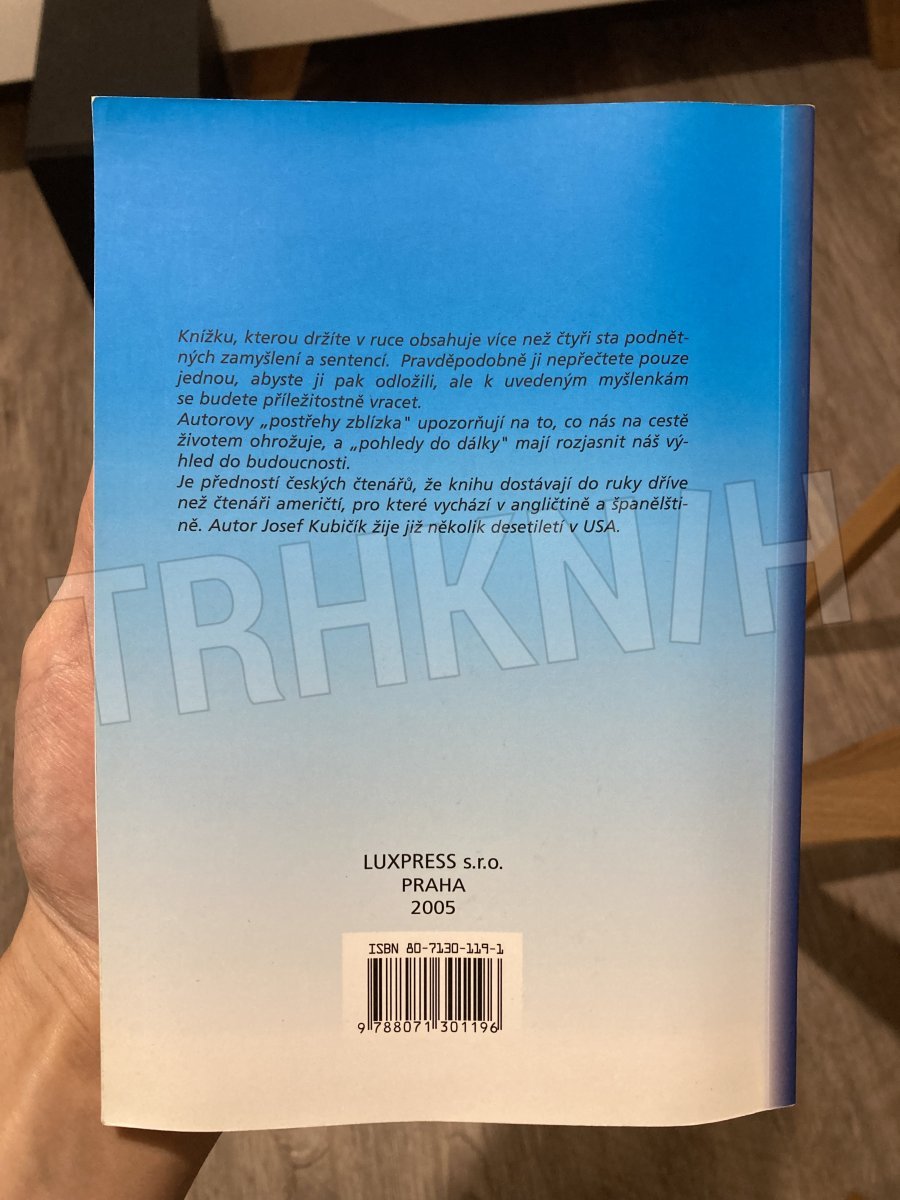 Knížku, kterou držíte v ruce obsahuje více než čtyři sta podnět-
ných zamyšlení a sentencí. Pravděpodobně ji nepřečtete pouze
jednou, abyste ji pak odložili, ale k uvedeným myšlenkám
se budete příležitostně vracet.
Autorovy „postřehy zblízka" upozorňují na to, co nás na cestě
životem ohrožuje, a „pohledy do dálky" mají rozjasnit náš vý-
hled do budoucnosti.
Je předností českých čtenářů, že knihu dostávají do ruky dříve
než čtenáři američtí, pro které vychází v angličtině a španělšti-
ně. Autor Josef Kubičík žije již několik desetiletí v USA.
TRHKNIH
LUXPRESS s.r.o.
PRAHA
2005
ISBN 80-7130-119-1
9 788071 301196